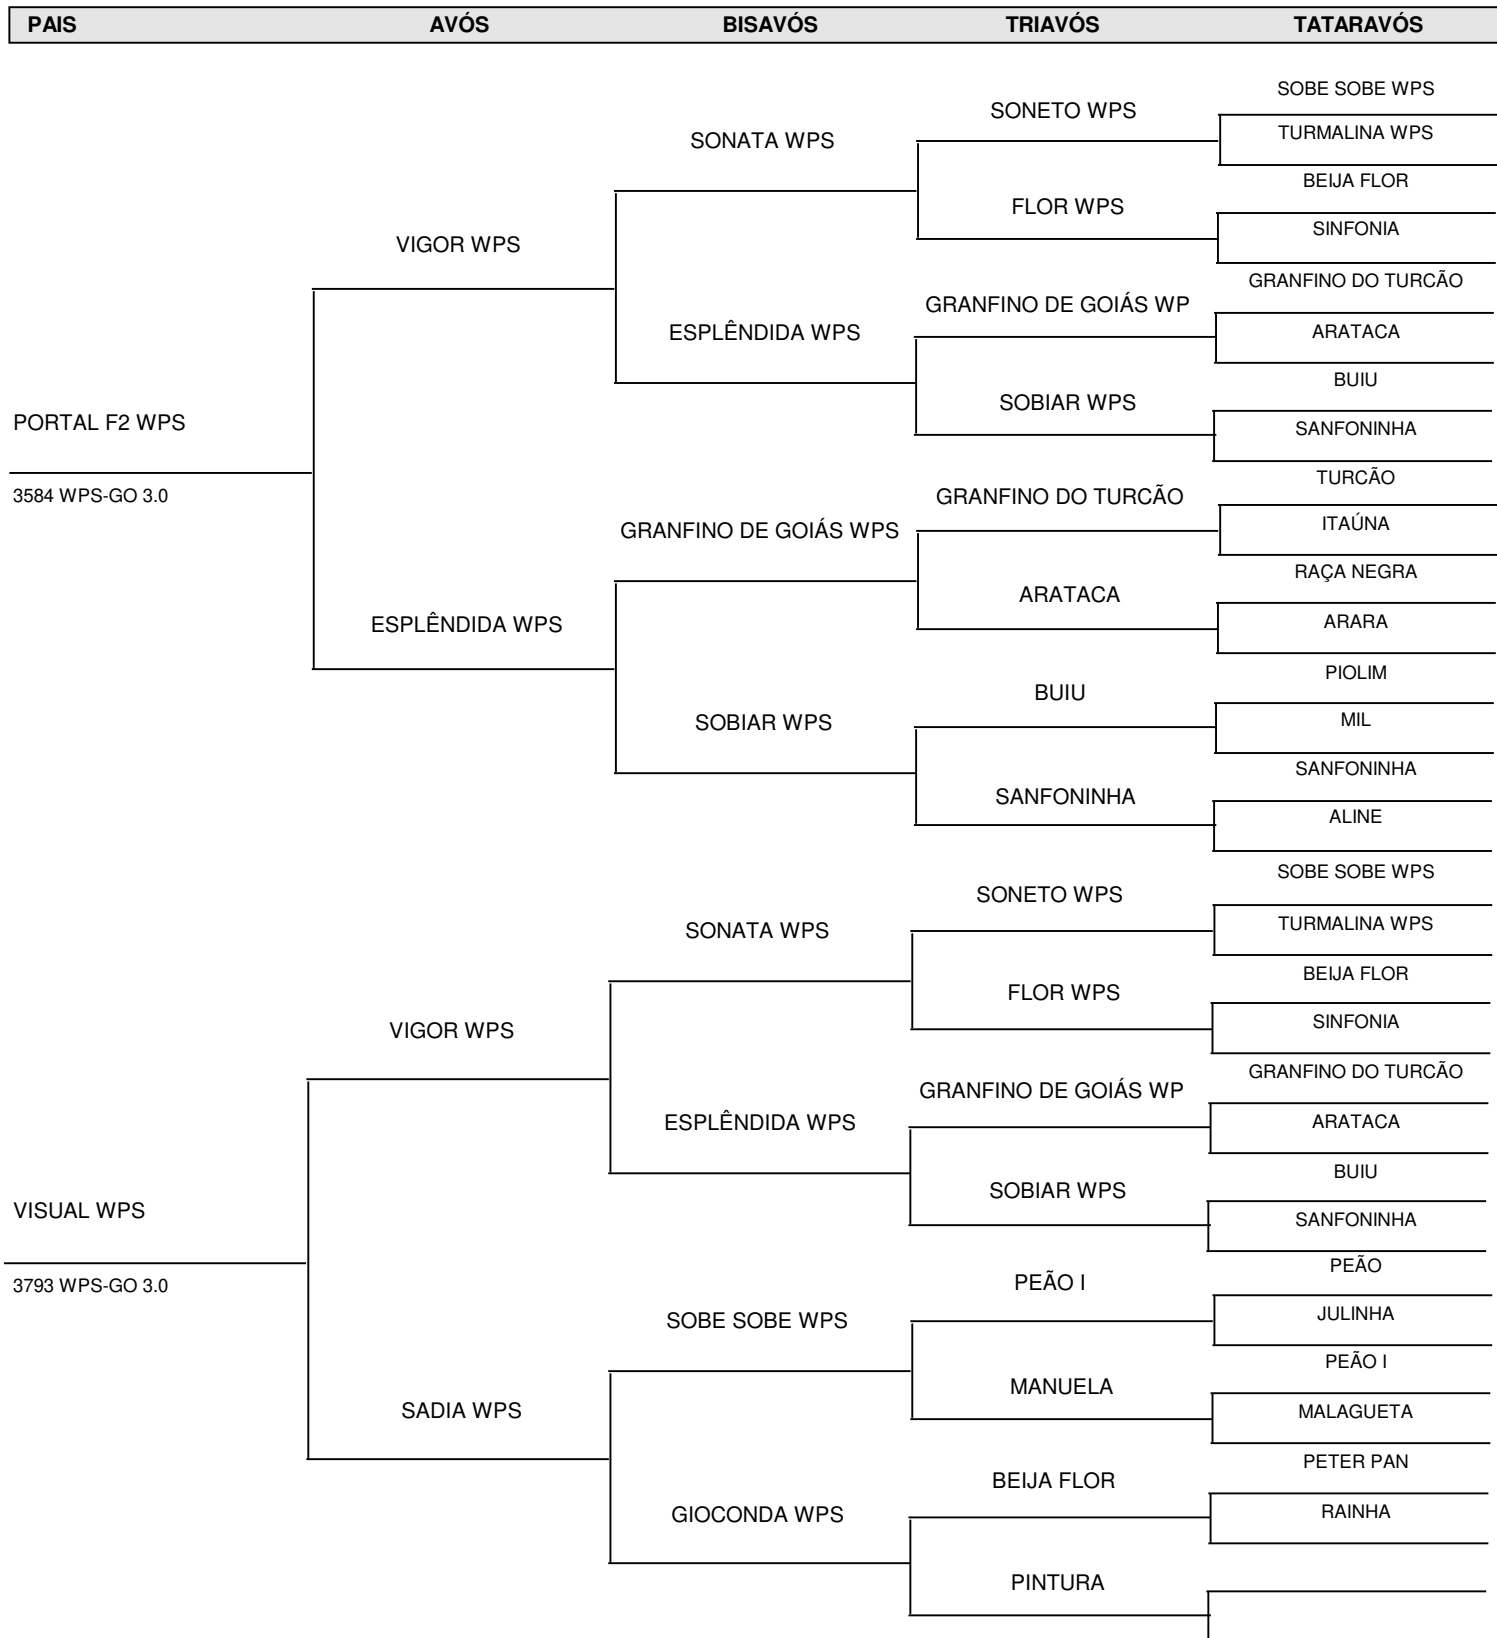 PAIS AVÓS BISAVÓS TRIAVÓS TATARAVÓS
SOBE SOBE WPS
SONETO WPS
TURMALINA WPS
SONATA WPS
BEIJA FLOR
FLOR WPS
SINFONIA
VIGOR WPS
GRANFINO DO TURCÃO
GRANFINO DE GOIÁS WP
ARATACA
ESPLÊNDIDA WPS
BUIU
SOBIAR WPS
SANFONINHA
PORTAL F2 WPS
3584 WPS-GO 3.0
TURCÃO
GRANFINO DO TURCÃO
ITAÚNA
GRANFINO DE GOIÁS WPS
RAÇA NEGRA
ARATACA
ARARA
ESPLÊNDIDA WPS
PIOLIM
BUIU
MIL
SOBIAR WPS
SANFONINHA
SANFONINHA
ALINE
SOBE SOBE WPS
SONETO WPS
TURMALINA WPS
SONATA WPS
BEIJA FLOR
FLOR WPS
SINFONIA
VIGOR WPS
GRANFINO DO TURCÃO
GRANFINO DE GOIÁS WP
ARATACA
ESPLÊNDIDA WPS
BUIU
SOBIAR WPS
SANFONINHA
VISUAL WPS
3793 WPS-GO 3.0
PEÃO
PEÃO I
JULINHA
SOBE SOBE WPS
PEÃO I
MANUELA
MALAGUETA
SADIA WPS
PETER PAN
BEIJA FLOR
RAINHA
GIOCONDA WPS
PINTURA